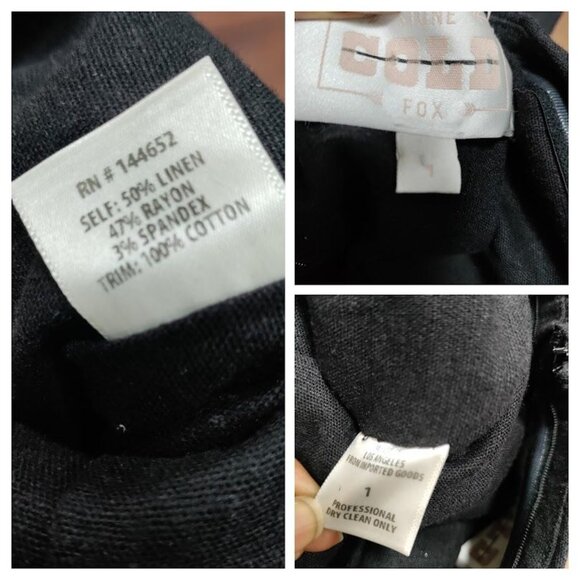 RN # 144652
SELF: 50% LINEN
47% RAYON
3% SPANDEX
TRIM: 100% COTTON
GOLD
FOX
1
LOS ANGELES
FROM IMPORTED GOODS
1
PROFESSIONAL
DRY CLEAN ONLY